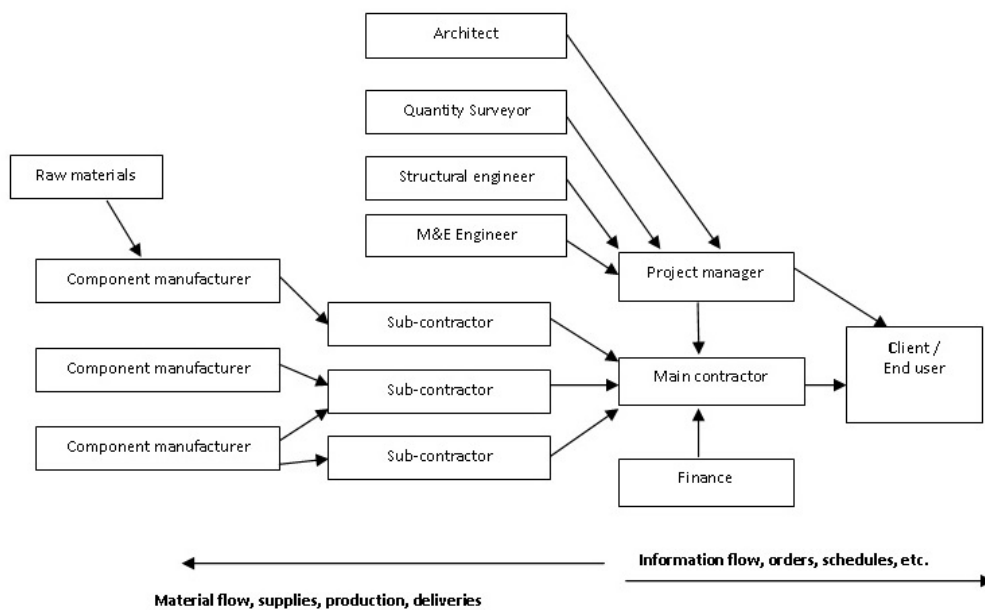 Architect
Quantity Surveyor
Raw materials
Structural engineer
M&E Engineer
Component manufacturer
Project manager
Sub-contractor
Client /
End user
Component manufacturer
Sub-contractor
Main contractor
Component manufacturer
Sub-contractor
Finance
Information flow, orders, schedules, etc.
Material flow, supplies, production, deliveries